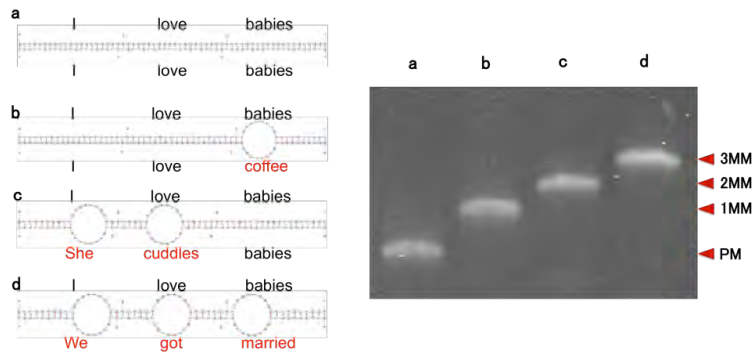 a
I love babies
I love babies
b
I love babies
I love coffee
c
I love babies
She cuddles babies
d
I love babies
We got married
a b c d
3MM
2MM
1MM
PM